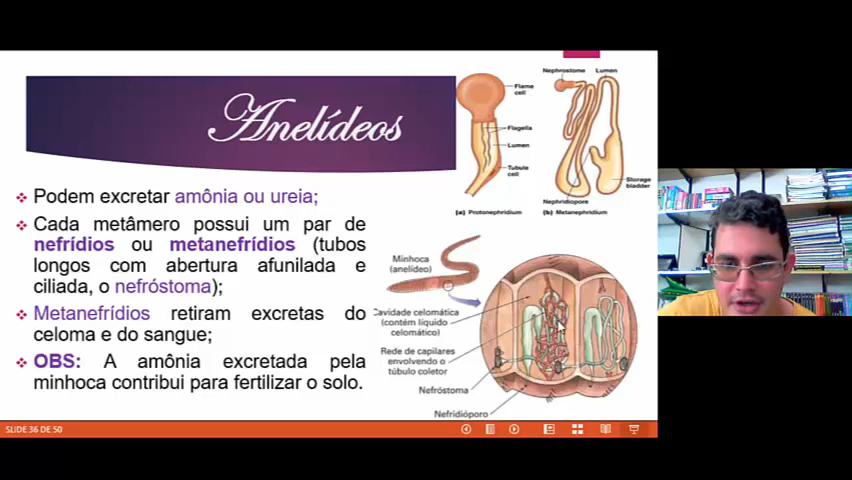 Anelídeos
❖ Podem excretar amônia ou ureia;
❖ Cada metâmero possui um par de
nefrídios ou metanefrídios (tubos
longos com abertura afunilada e
ciliada, o nefróstoma);
❖ Metanefrídios retiram excretas do
celoma e do sangue;
❖ OBS: A amônia excretada pela
minhoca contribui para fertilizar o solo.
Flame
cell
Flagella
Lumen
Tubule
cell
(a) Protonephridium
Nephrostome
Lumen
Storage
bladder
Nephridiopore
(b) Metanephridium
Minhoca
(anelídeo)
Cavidade celomática
(contém líquido
celomático)
Rede de capilares
envolvendo o
túbulo coletor
Nefróstoma
Nefridióporo
SLIDE 36 DE 50